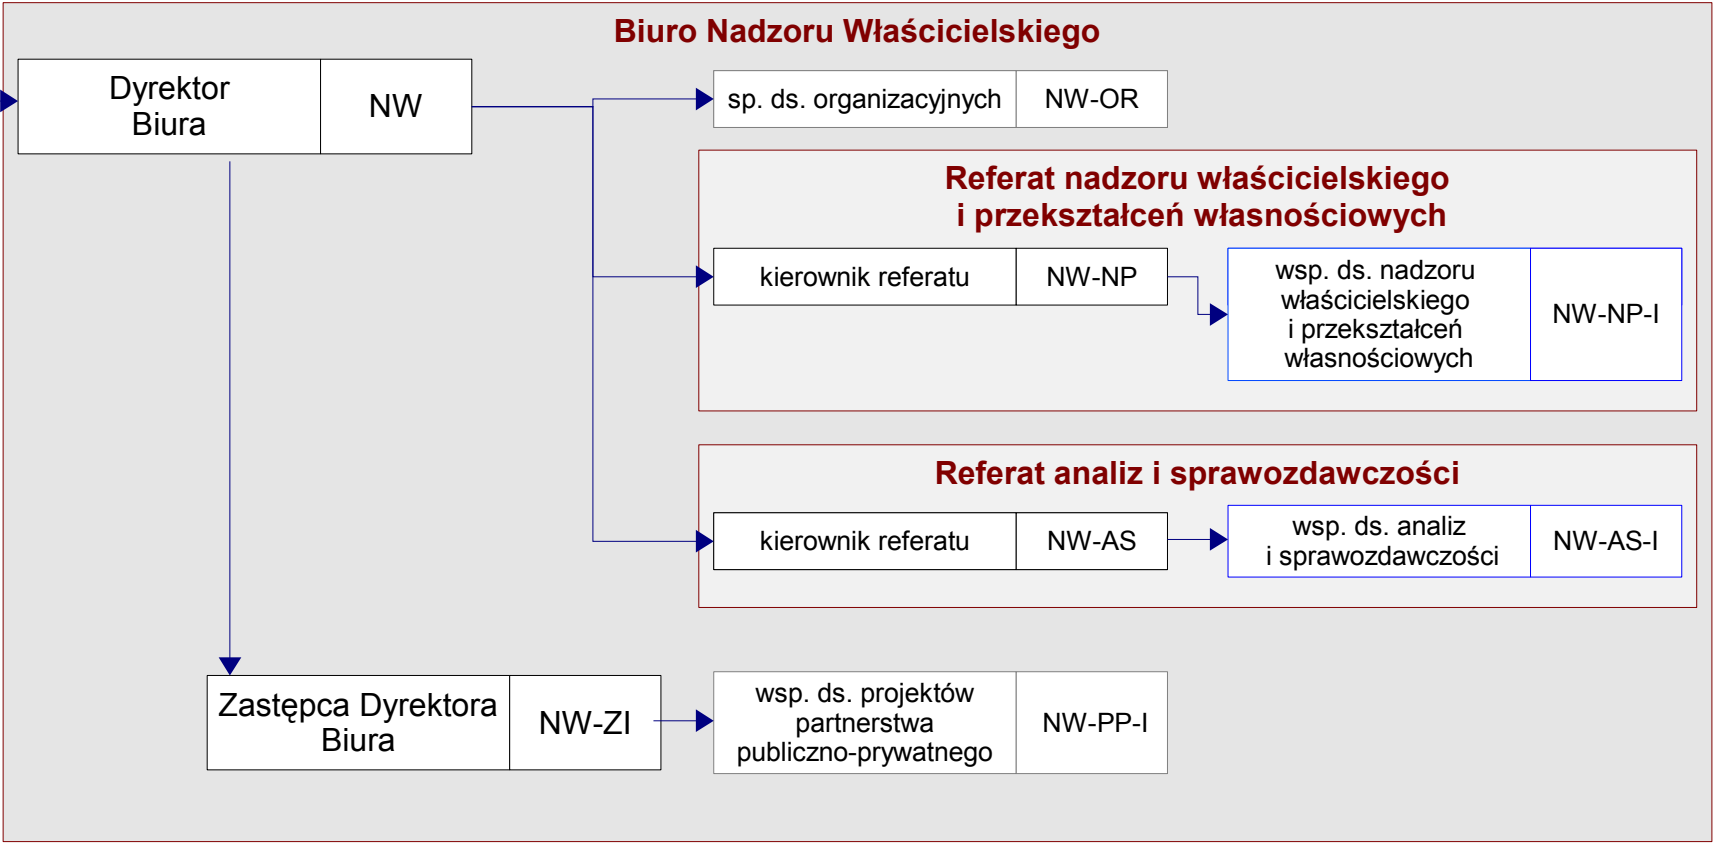 Biuro Nadzoru Właścicielskiego
Dyrektor
Biura
NW
sp. ds. organizacyjnych
NW-OR
Referat nadzoru właścicielskiego
i przekształceń własnościowych
kierownik referatu
NW-NP
wsp. ds. nadzoru
właścicielskiego
i przekształceń
własnościowych
NW-NP-I
Referat analiz i sprawozdawczości
kierownik referatu
NW-AS
wsp. ds. analiz
i sprawozdawczości
NW-AS-I
Zastępca Dyrektora
Biura
NW-ZI
wsp. ds. projektów
partnerstwa
publiczno-prywatnego
NW-PP-I